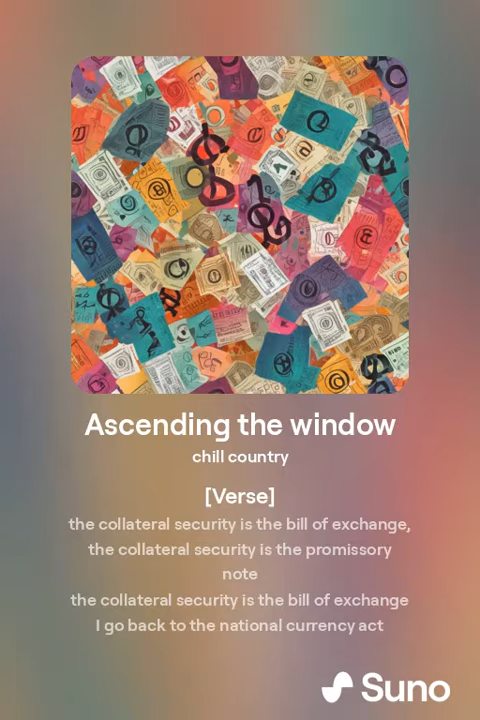 Ascending the window
chill country
[Verse]
the collateral security is the bill of exchange,
the collateral security is the promissory
note
the collateral security is the bill of exchange
I go back to the national currency act
Suno